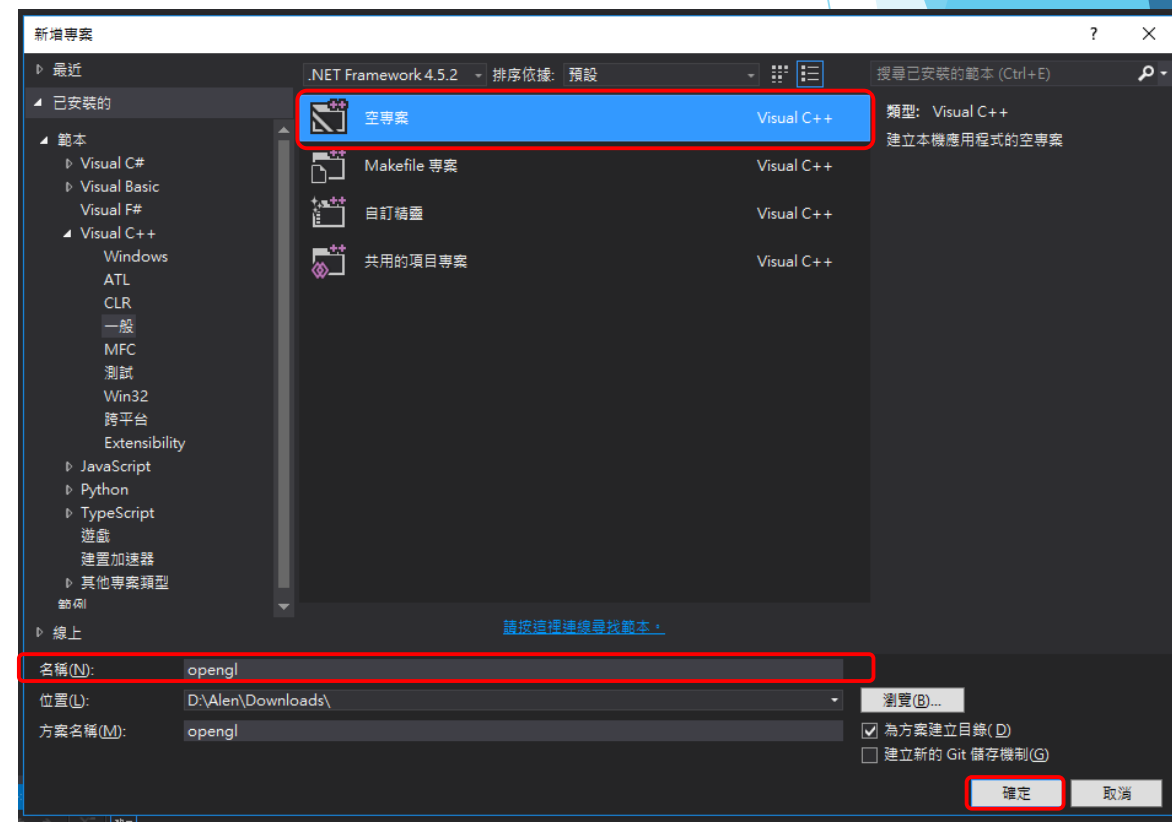 新增專案
?
最近
.NET Framework 4.5.2 排序依據: 預設
搜尋已安裝的範本 (Ctrl+E)
已安裝的
範本
Visual C#
Visual Basic
Visual F#
Visual C++
Windows
ATL
CLR
一般
MFC
測試
Win32
跨平台
Extensibility
JavaScript
Python
TypeScript
遊戲
建置加速器
其他專案類型
範例
線上
空專案 Visual C++
Makefile 專案 Visual C++
自訂精靈 Visual C++
共用的項目專案 Visual C++
請按這裡連線尋找範本。
類型: Visual C++
建立本機應用程式的空專案
名稱(N): opengl
位置(L): D:\Alen\Downloads\ 瀏覽(B)...
方案名稱(M): opengl
為方案建立目錄(D)
建立新的 Git 儲存機制(G)
確定 取消